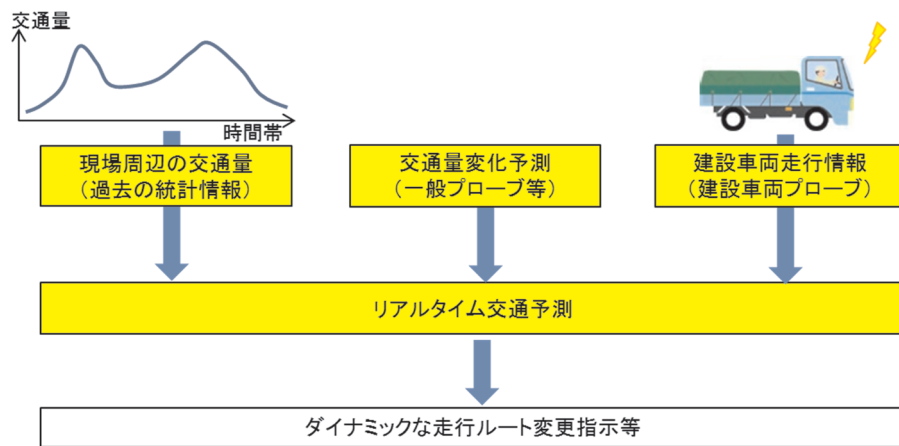 交通量
時間帯
現場周辺の交通量
（過去の統計情報）
交通量変化予測
（一般プローブ等）
建設車両走行情報
（建設車両プローブ）
リアルタイム交通予測
ダイナミックな走行ルート変更指示等